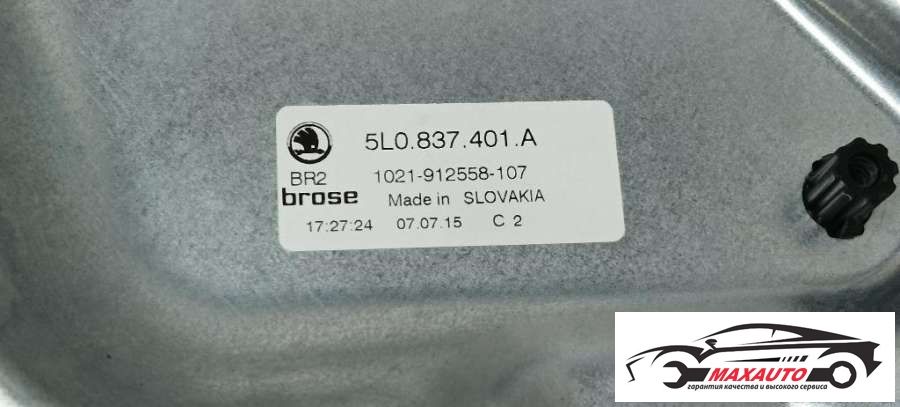 5L0.837.401.A
BR2 1021-912558-107
brose Made in SLOVAKIA
17:27:24 07.07.15 C 2
MAXAUTO
гарантия качества и высокого сервиса